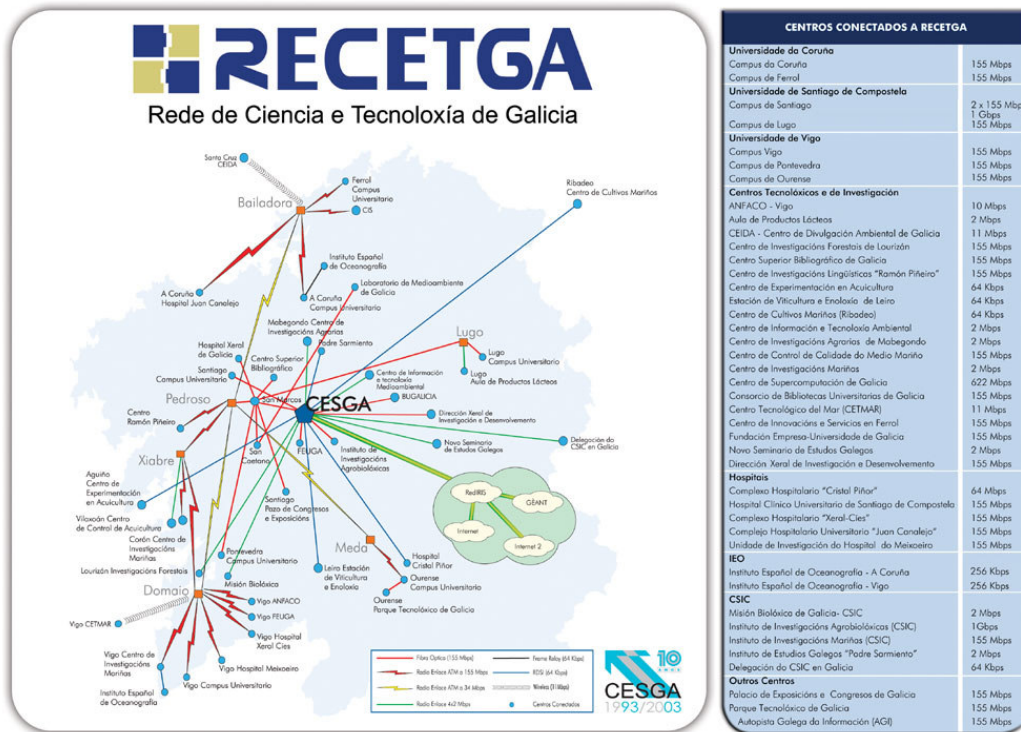 RECETGA
Rede de Ciencia e Tecnoloxía de Galicia
Santa Cruz
CEIDA
Ferrol
Campus
Universitario
Bailadora
CIS
Ribadeo
Centro de Cultivos Mariños
Instituto Español
de Oceanografía
A Coruña
Hospital Juan Canalejo
A Coruña
Campus Universitario
Laboratorio de Medioambiente
de Galicia
Mabegondo Centro de
Investigacións Agrarias
Padre Sarmiento
Lugo
Hospital Xeral
de Galicia
Centro Superior
Bibliográfico
Santiago
Campus Universitario
Lugo
Campus Universitario
Lugo
Aula de Productos Lácteos
Centro de Información
e tecnoloxía
Medioambiental
BUGALICIA
Pedroso
San Marcos
CESGA
Dirección Xeral de
Investigación e Desenvolvemento
Centro
Ramón Piñeiro
Novo Seminario
de Estudos Galegos
Delegación do
CSIC en Galicia
San
Caetano
FEUGA
Instituto de
Investigacións
Agrobiolóxicas
Xiabre
Aguiño
Centro de
Experimentación
en Acuicultura
Santiago
Pazo de Congresos
e Exposicións
RedIRIS
GÉANT
Internet
Internet 2
Vilaxoán Centro
de Control de Acuicultura
Corón Centro de
Investigacións
Mariñas
Meda
Pontevedra
Campus Universitario
Lourizón Investigacións Forestais
Misión Biolóxica
Leiro Estación
de Viticultura
e Enoloxía
Hospital
Cristal Piñor
Ourense
Campus Universitario
Ourense
Parque Tecnolóxico de Galicia
Domaio
Vigo ANFACO
Vigo FEUGA
Vigo CETMAR
Vigo Hospital
Xeral Cíes
Vigo Centro de
Investigacións
Mariñas
Vigo Hospital Meixoeiro
Vigo Campus Universitario
Instituto Español
de Oceanografía
Fibra Optica (155 Mbps)
Radio Enlace ATM a 155 Mbps
Radio Enlace ATM a 34 Mbps
Radio Enlace 4x2 Mbps
Frame Relay (64 Kbps)
RDSI (64 Kbps)
Wireless (11Mbps)
Centros Conectados
10
ANOS
CESGA
1993/2003
CENTROS CONECTADOS A RECETGA
Universidade da Coruña
Campus da Coruña 155 Mbps
Campus de Ferrol 155 Mbps
Universidade de Santiago de Compostela
Campus de Santiago 2 x 155 Mbp
1 Gbps
Campus de Lugo 155 Mbps
Universidade de Vigo
Campus Vigo 155 Mbps
Campus de Pontevedra 155 Mbps
Campus de Ourense 155 Mbps
Centros Tecnolóxicos e de Investigación
ANFACO - Vigo 10 Mbps
Aula de Productos Lácteos 2 Mbps
CEIDA - Centro de Divulgación Ambiental de Galicia 11 Mbps
Centro de Investigacións Forestais de Lourizón 155 Mbps
Centro Superior Bibliográfico de Galicia 155 Mbps
Centro de Investigacións Lingüísticas "Ramón Piñeiro" 155 Mbps
Centro de Experimentación en Acuicultura 64 Kbps
Estación de Viticultura e Enoloxía de Leiro 64 Kbps
Centro de Cultivos Mariños (Ribadeo) 64 Kbps
Centro de Información e Tecnoloxía Ambiental 2 Mbps
Centro de Investigacións Agrarias de Mabegondo 2 Mbps
Centro de Control de Calidade do Medio Mariño 155 Mbps
Centro de Investigacións Mariñas 2 Mbps
Centro de Supercomputación de Galicia 622 Mbps
Consorcio de Bibliotecas Universitarias de Galicia 155 Mbps
Centro Tecnológico del Mar (CETMAR) 11 Mbps
Centro de Innovacións e Servicios en Ferrol 155 Mbps
Fundación Empresa-Universidade de Galicia 155 Mbps
Novo Seminario de Estudos Galegos 2 Mbps
Dirección Xeral de Investigación e Desenvolvemento 155 Mbps
Hospitais
Complexo Hospitalario "Cristal Piñor" 64 Mbps
Hospital Clínico Universitario de Santiago de Compostela 155 Mbps
Complexo Hospitalario "Xeral-Cíes" 155 Mbps
Complejo Hospitalario Universitario "Juan Canalejo" 155 Mbps
Unidade de Investigación do Hospital do Meixoeiro 155 Mbps
IEO
Instituto Español de Oceanografía - A Coruña 256 Kbps
Instituto Español de Oceanografía - Vigo 256 Kbps
CSIC
Misión Biolóxica de Galicia- CSIC 2 Mbps
Instituto de Investigacións Agrobiolóxicas (CSIC) 1Gbps
Instituto de Investigacións Mariñas (CSIC) 155 Mbps
Instituto de Estudios Galegos "Padre Sarmiento" 2 Mbps
Delegación do CSIC en Galicia 64 Kbps
Outros Centros
Palacio de Exposicións e Congresos de Galicia 155 Mbps
Parque Tecnolóxico de Galicia 155 Mbps
Autopista Galega da Información (AGI) 155 Mbps